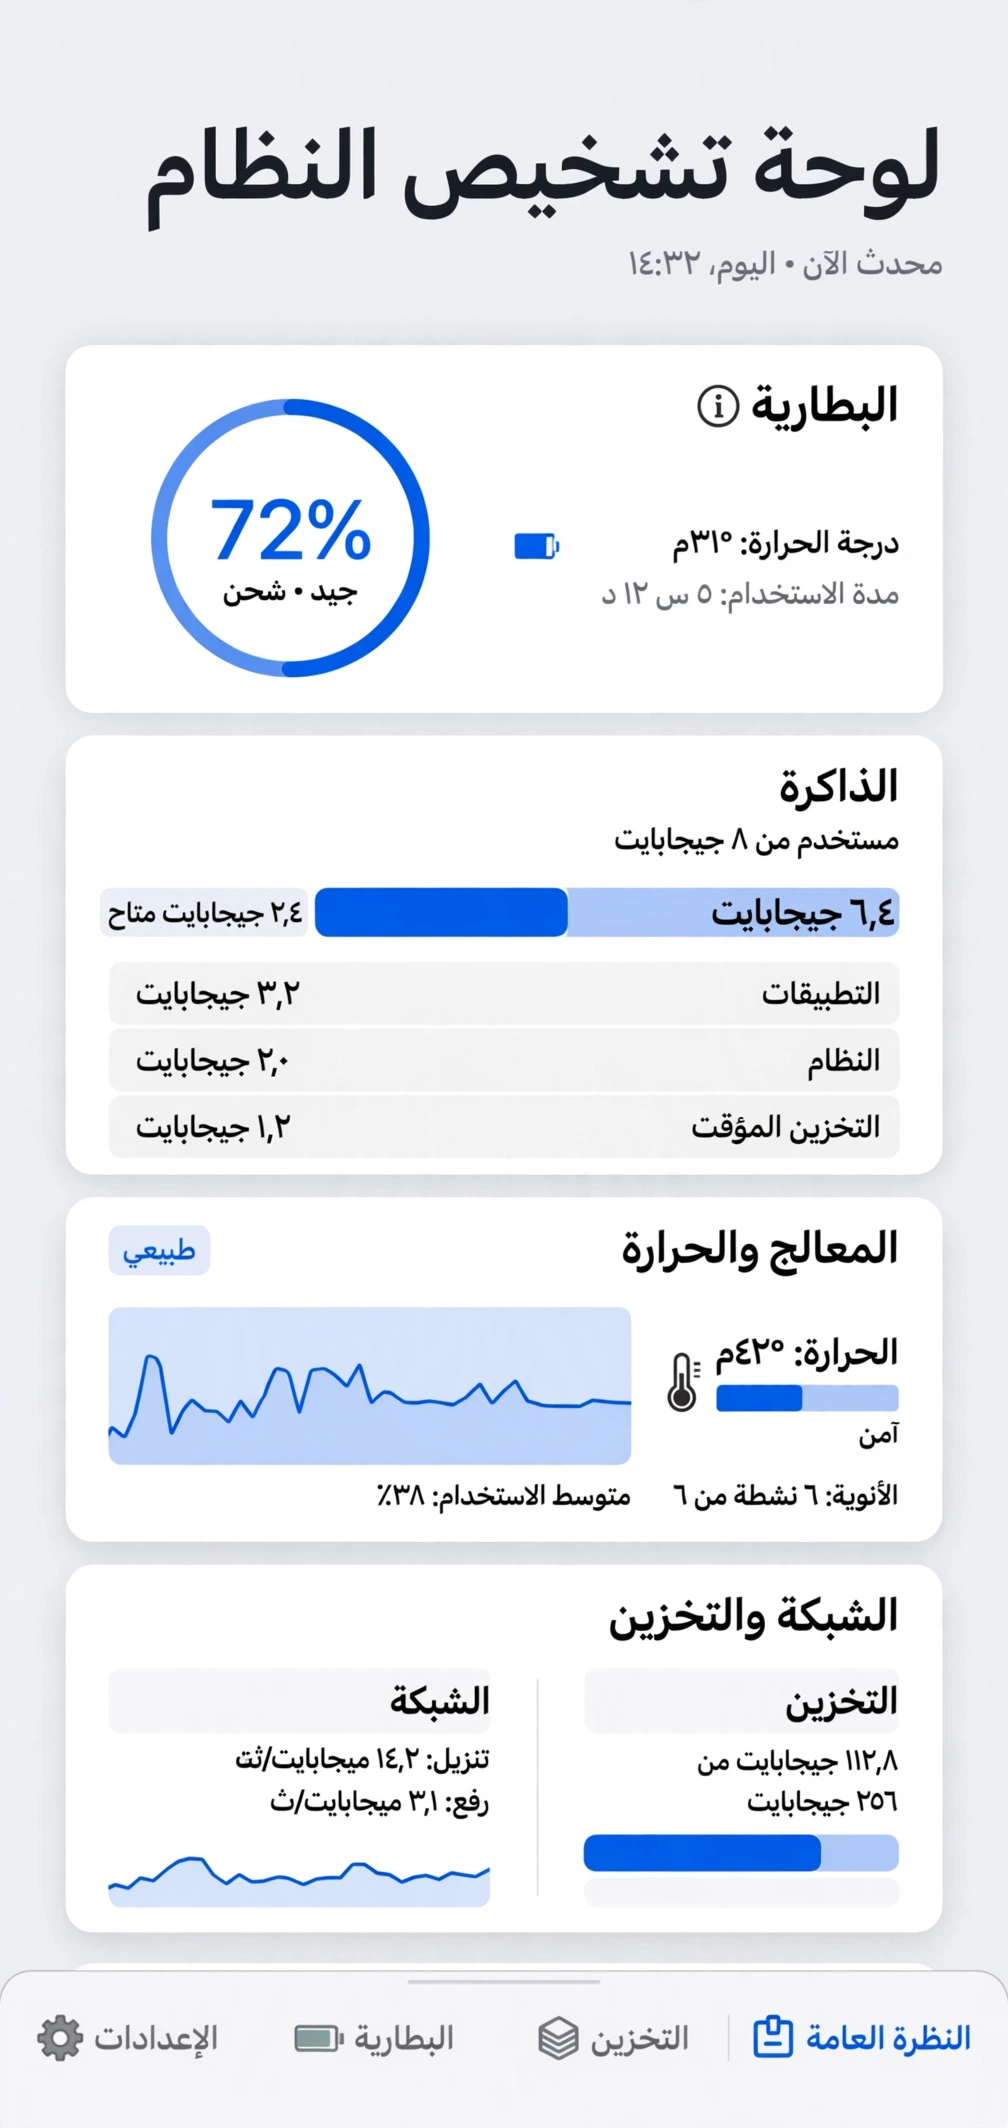 لوحة تشخيص النظام
محدث الآن • اليوم، ١٤:٣٢
البطارية
72%
جيد • شحن
درجة الحرارة: ٣١°م
مدة الاستخدام: ٥ س ١٢ د
الذاكرة
مستخدم من ٨ جيجابايت
٦,٤ جيجابايت
٢,٤ جيجابايت متاح
التطبيقات
٣,٢ جيجابايت
النظام
٢,٠ جيجابايت
التخزين المؤقت
١,٢ جيجابايت
المعالج والحرارة
طبيعي
الحرارة: ٤٢°م
آمن
الأنوية: ٦ نشطة من ٦
متوسط الاستخدام: ٣٨٪
الشبكة والتخزين
التخزين
١١٢,٨ جيجابايت من
٢٥٦ جيجابايت
الشبكة
تنزيل: ١٤,٢ ميجابايت/ثت
رفع: ٣,١ ميجابايت/ث
النظرة العامة
التخزين
البطارية
الإعدادات